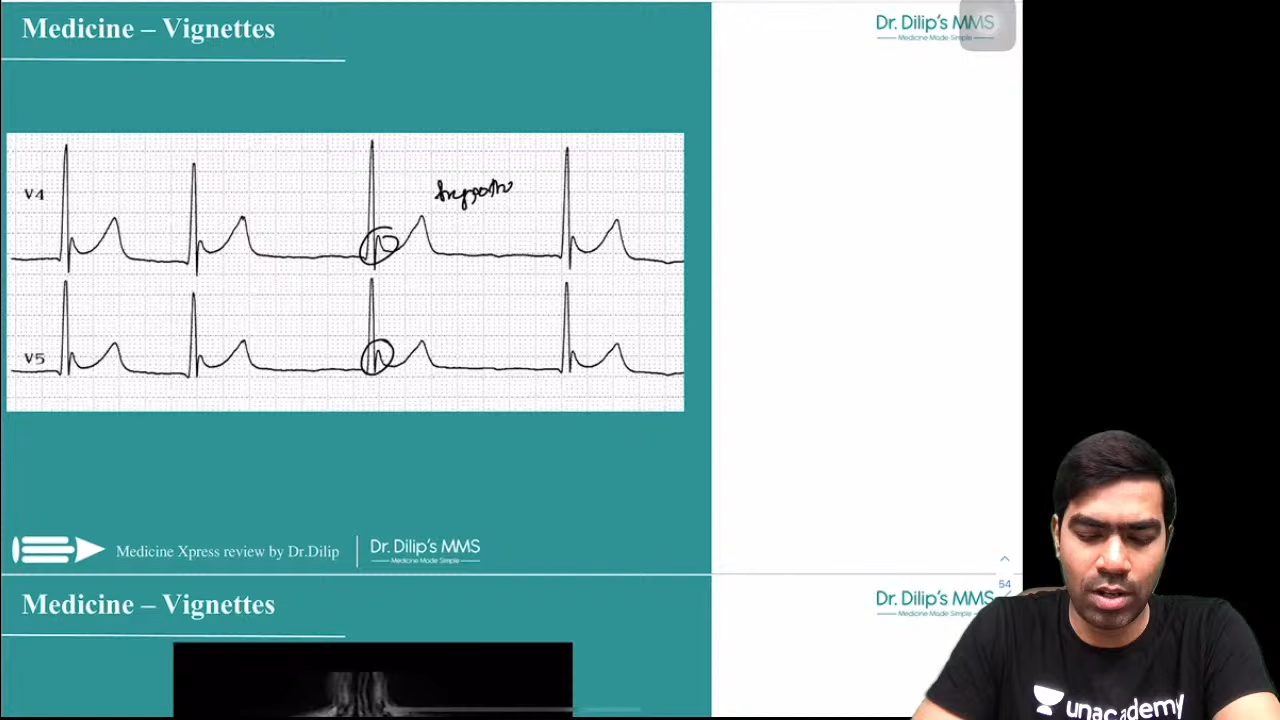 Medicine – Vignettes
Dr. Dilip's MMS
Medicine Made Simple
V4
V5
Medicine Xpress review by Dr.Dilip
Dr. Dilip's MMS
Medicine Made Simple
54
Medicine – Vignettes
Dr. Dilip's MMS
Medicine Made Simple
unacademy